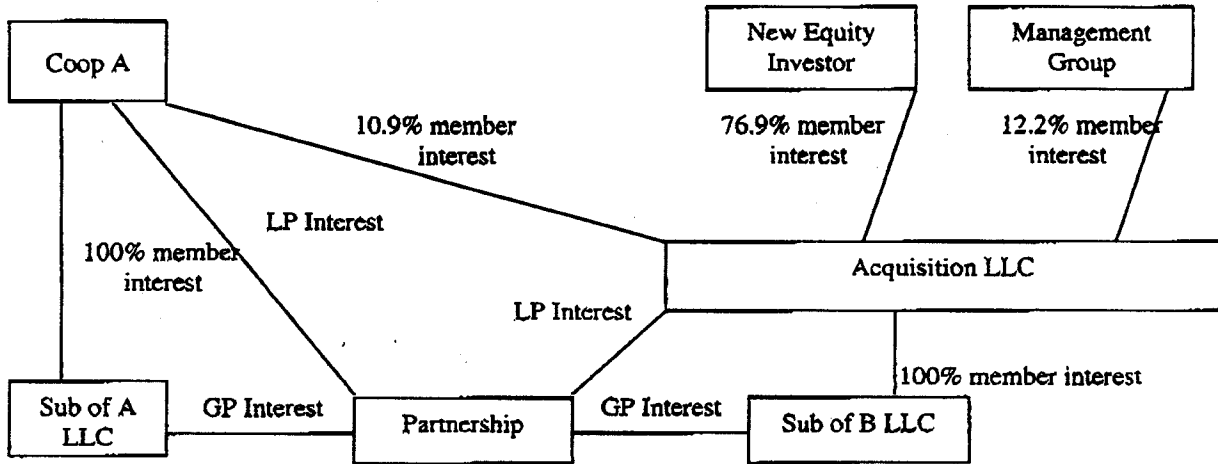 Coop A
New Equity
Investor
Management
Group
10.9% member
interest
76.9% member
interest
12.2% member
interest
LP Interest
100% member
interest
Acquisition LLC
LP Interest
100% member interest
Sub of A
LLC
GP Interest
Partnership
GP Interest
Sub of B LLC